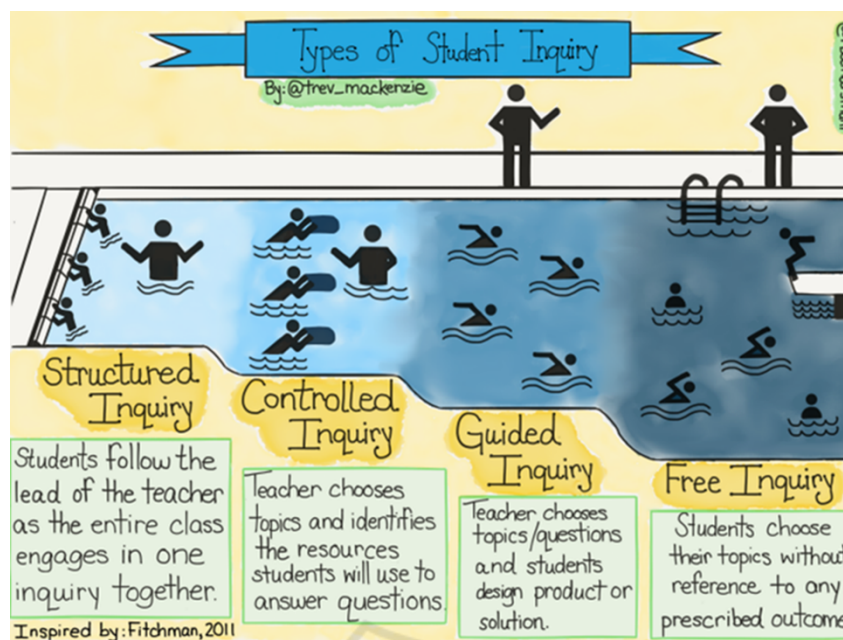 Types of Student Inquiry
By: @trev_mackenzie
Structured
Inquiry
Students follow the
lead of the teacher
as the entire class
engages in one
inquiry together.
Controlled
Inquiry
Teacher chooses
topics and identifies
the resources
students will use to
answer questions.
Guided
Inquiry
Teacher chooses
topics/questions
and students
design product or
solution.
Free Inquiry
Students choose
their topics without
reference to any
prescribed outcome
Inspired by: Fitchman, 2011